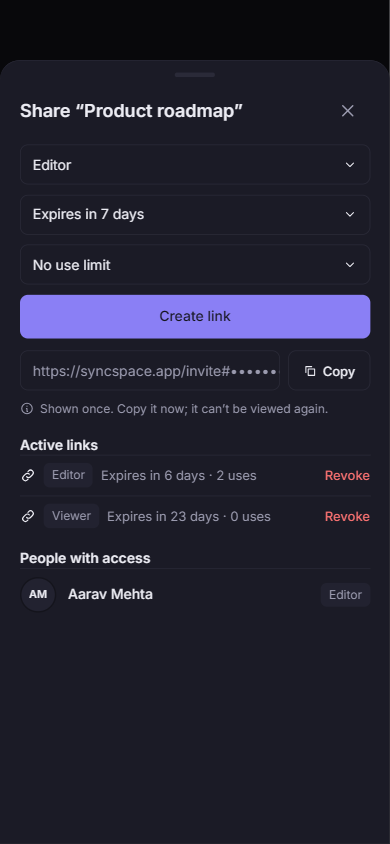 Share “Product roadmap”
Editor
Expires in 7 days
No use limit
Create link
https://syncspace.app/invite#••••••
Copy
Shown once. Copy it now; it can’t be viewed again.
Active links
Editor Expires in 6 days · 2 uses Revoke
Viewer Expires in 23 days · 0 uses Revoke
People with access
AM Aarav Mehta Editor